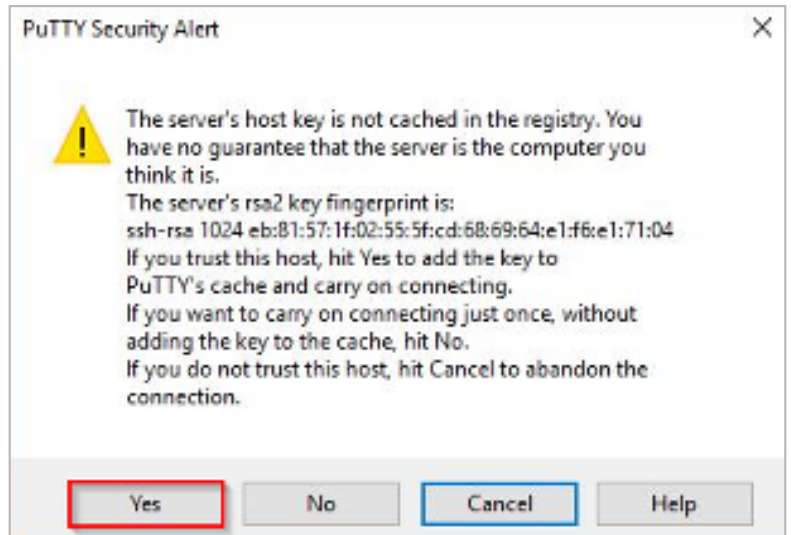 PuTTY Security Alert
The server's host key is not cached in the registry. You
have no guarantee that the server is the computer you
think it is.
The server's rsa2 key fingerprint is:
ssh-rsa 1024 eb:81:57:1f:02:55:5f:cd:68:69:64:e1:f6:e1:71:04
If you trust this host, hit Yes to add the key to
PuTTY's cache and carry on connecting.
If you want to carry on connecting just once, without
adding the key to the cache, hit No.
If you do not trust this host, hit Cancel to abandon the
connection.
Yes No Cancel Help